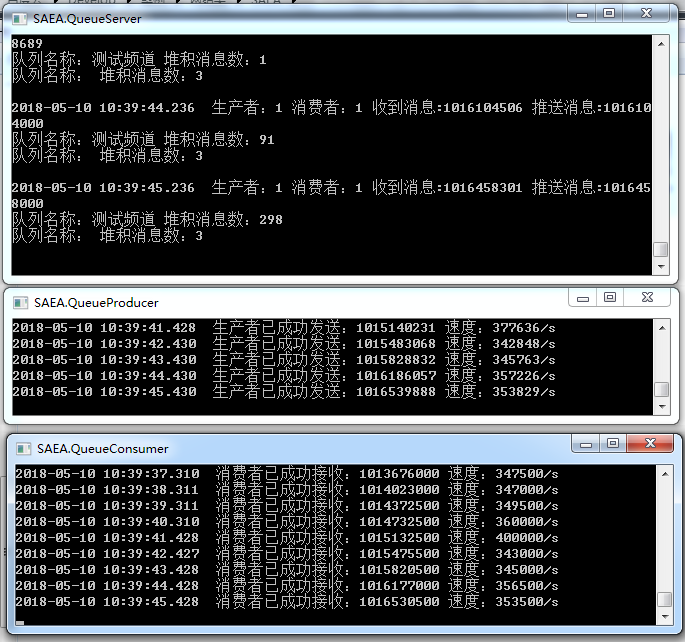 SAEA.QueueServer
8689
队列名称：测试频道 堆积消息数：1
队列名称： 堆积消息数：3
2018-05-10 10:39:44.236 生产者：1 消费者：1 收到消息:1016104506 推送消息:101610
4000
队列名称：测试频道 堆积消息数：91
队列名称： 堆积消息数：3
2018-05-10 10:39:45.236 生产者：1 消费者：1 收到消息:1016458301 推送消息:101645
8000
队列名称：测试频道 堆积消息数：298
队列名称： 堆积消息数：3
SAEA.QueueProducer
2018-05-10 10:39:41.428 生产者已成功发送：1015140231 速度：377636/s
2018-05-10 10:39:42.430 生产者已成功发送：1015483068 速度：342848/s
2018-05-10 10:39:43.430 生产者已成功发送：1015828832 速度：345763/s
2018-05-10 10:39:44.430 生产者已成功发送：1016186057 速度：357226/s
2018-05-10 10:39:45.430 生产者已成功发送：1016539888 速度：353829/s
SAEA.QueueConsumer
2018-05-10 10:39:37.310 消费者已成功接收：1013676000 速度：347500/s
2018-05-10 10:39:38.311 消费者已成功接收：1014023000 速度：347000/s
2018-05-10 10:39:39.311 消费者已成功接收：1014372500 速度：349500/s
2018-05-10 10:39:40.310 消费者已成功接收：1014732500 速度：360000/s
2018-05-10 10:39:41.428 消费者已成功接收：1015132500 速度：400000/s
2018-05-10 10:39:42.427 消费者已成功接收：1015475500 速度：343000/s
2018-05-10 10:39:43.428 消费者已成功接收：1015820500 速度：345000/s
2018-05-10 10:39:44.428 消费者已成功接收：1016177000 速度：356500/s
2018-05-10 10:39:45.428 消费者已成功接收：1016530500 速度：353500/s